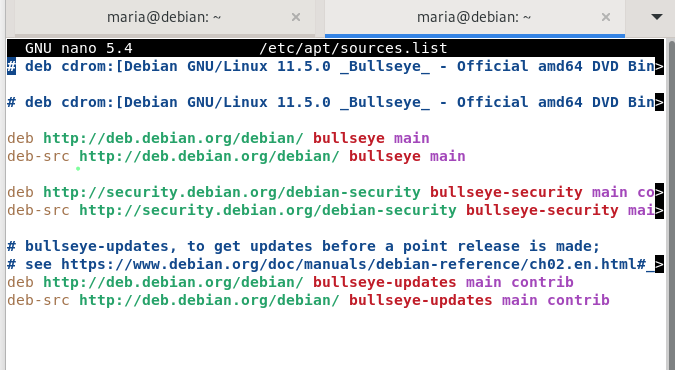 maria@debian: ~ × maria@debian: ~ ×
GNU nano 5.4 /etc/apt/sources.list
# deb cdrom:[Debian GNU/Linux 11.5.0 _Bullseye_ - Official amd64 DVD Bin>
# deb cdrom:[Debian GNU/Linux 11.5.0 _Bullseye_ - Official amd64 DVD Bin>
deb http://deb.debian.org/debian/ bullseye main
deb-src http://deb.debian.org/debian/ bullseye main
deb http://security.debian.org/debian-security bullseye-security main co>
deb-src http://security.debian.org/debian-security bullseye-security mai>
# bullseye-updates, to get updates before a point release is made;
# see https://www.debian.org/doc/manuals/debian-reference/ch02.en.html#_>
deb http://deb.debian.org/debian/ bullseye-updates main contrib
deb-src http://deb.debian.org/debian/ bullseye-updates main contrib